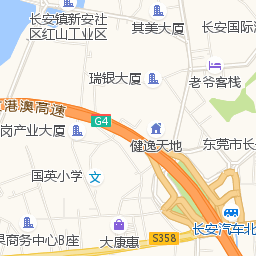 长安镇新安社
区红山工业区
其美大厦
长安国际
瑞银大厦
老爷客栈
港澳高速
G4
岗产业大厦
健逸天地
东莞市长
国英小学
长安汽车北
商务中心B座
大康惠
S358